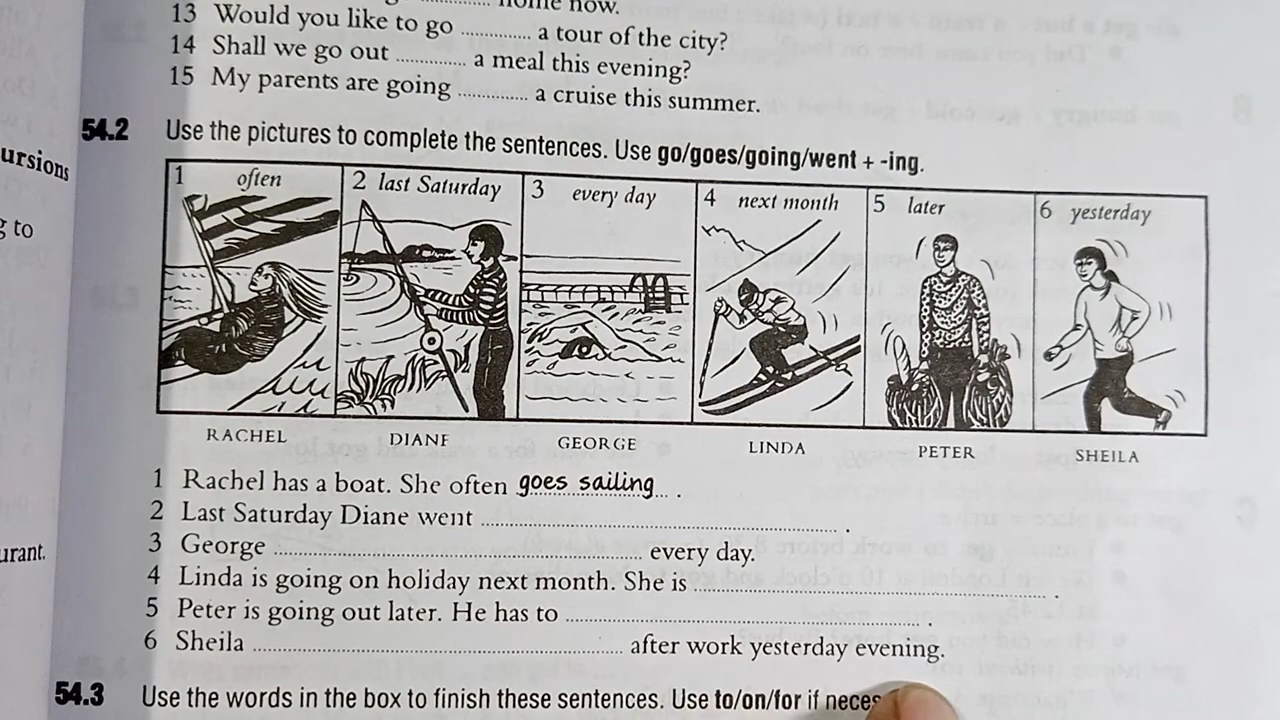 home now.
13 Would you like to go ............ a tour of the city?
14 Shall we go out ............ a meal this evening?
15 My parents are going ............ a cruise this summer.
54.2 Use the pictures to complete the sentences. Use go/goes/going/went + -ing.
ursions
g to
urant.
1 often 2 last Saturday 3 every day 4 next month 5 later 6 yesterday
RACHEL DIANE GEORGE LINDA PETER SHEILA
1 Rachel has a boat. She often goes sailing .
2 Last Saturday Diane went ............ .
3 George ............ every day.
4 Linda is going on holiday next month. She is ............ .
5 Peter is going out later. He has to ............ .
6 Sheila ............ after work yesterday evening.
54.3 Use the words in the box to finish these sentences. Use to/on/for if neces